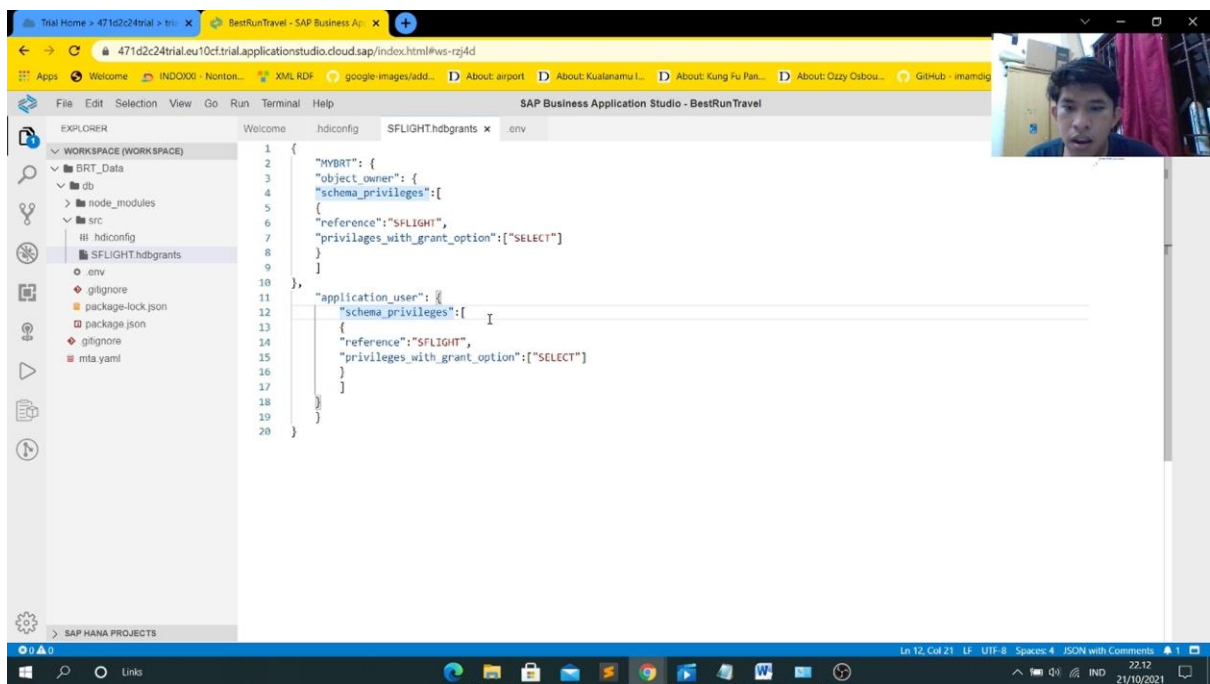 Trial Home > 471d2c24trial > tri
BestRunTravel - SAP Business Ap
471d2c24trial.eu10cf.trial.applicationstudio.cloud.sap/index.html#ws-rzj4d
Apps Welcome INDOXXI - Nonton... XML RDF google-images/add... About: airport About: Kualanamu I... About: Kung Fu Pan... About: Ozzy Osbou... GitHub - imamdig
File Edit Selection View Go Run Terminal Help SAP Business Application Studio - BestRunTravel
EXPLORER
Welcome .hdiconfig SFLIGHT.hdbgrants × .env
WORKSPACE (WORKSPACE)
BRT_Data
db
node_modules
src
.hdiconfig
SFLIGHT.hdbgrants
.env
.gitignore
package-lock.json
package.json
.gitignore
mta.yaml
1 {
2 "MYBRT": {
3 "object_owner": {
4 "schema_privileges":[
5 {
6 "reference":"SFLIGHT",
7 "privilages_with_grant_option":["SELECT"]
8 }
9 ]
10 },
11 "application_user": {
12 "schema_privileges":[
13 {
14 "reference":"SFLIGHT",
15 "privileges_with_grant_option":["SELECT"]
16 }
17 ]
18 }
19 }
20 }
SAP HANA PROJECTS
0 0 Ln 12, Col 21 LF UTF-8 Spaces: 4 JSON with Comments 1
Links IND 22.12
21/10/2021